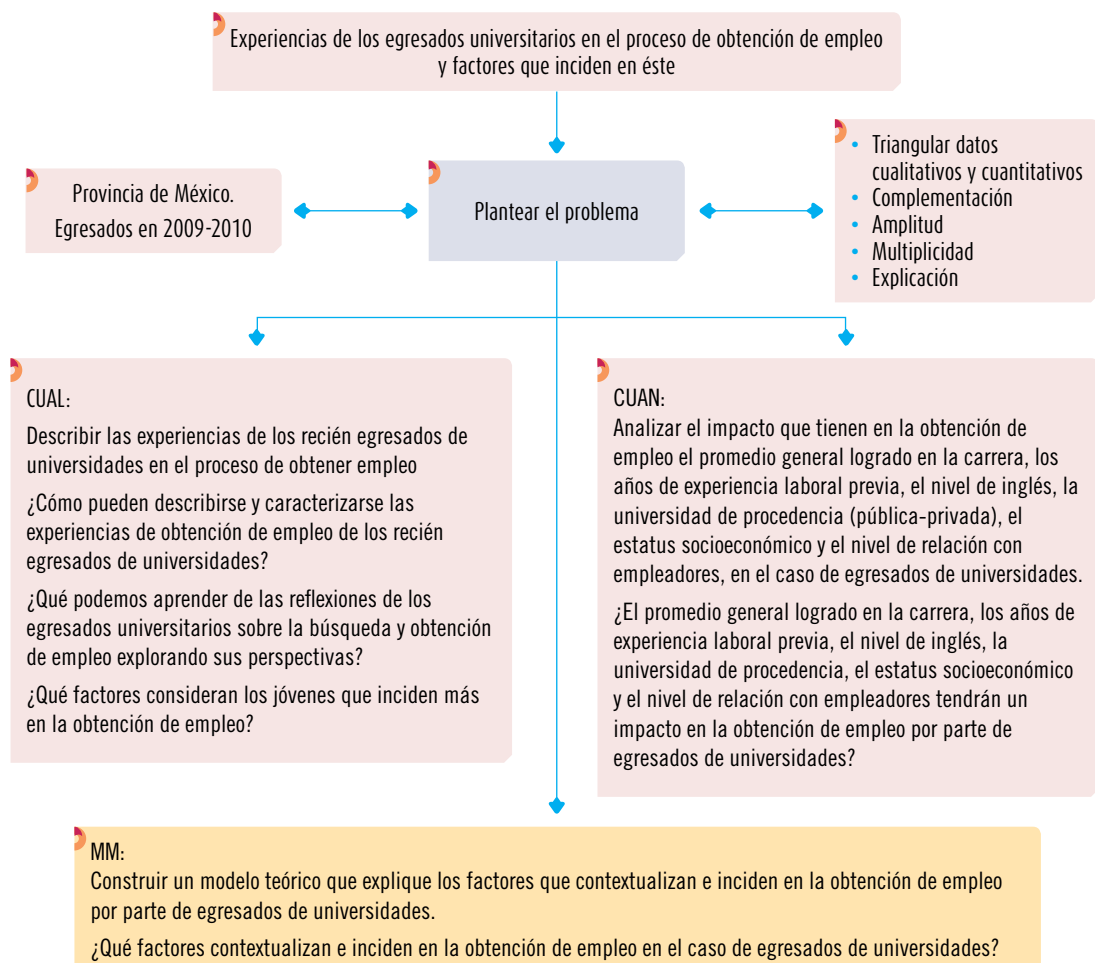 Experiencias de los egresados universitarios en el proceso de obtención de empleo
y factores que inciden en éste
Provincia de México.
Egresados en 2009-2010
Plantear el problema
• Triangular datos
cualitativos y cuantitativos
• Complementación
• Amplitud
• Multiplicidad
• Explicación
CUAL:
Describir las experiencias de los recién egresados de
universidades en el proceso de obtener empleo
¿Cómo pueden describirse y caracterizarse las
experiencias de obtención de empleo de los recién
egresados de universidades?
¿Qué podemos aprender de las reflexiones de los
egresados universitarios sobre la búsqueda y obtención
de empleo explorando sus perspectivas?
¿Qué factores consideran los jóvenes que inciden más
en la obtención de empleo?
CUAN:
Analizar el impacto que tienen en la obtención de
empleo el promedio general logrado en la carrera, los
años de experiencia laboral previa, el nivel de inglés, la
universidad de procedencia (pública-privada), el
estatus socioeconómico y el nivel de relación con
empleadores, en el caso de egresados de universidades.
¿El promedio general logrado en la carrera, los años de
experiencia laboral previa, el nivel de inglés, la
universidad de procedencia, el estatus socioeconómico
y el nivel de relación con empleadores tendrán un
impacto en la obtención de empleo por parte de
egresados de universidades?
MM:
Construir un modelo teórico que explique los factores que contextualizan e inciden en la obtención de empleo
por parte de egresados de universidades.
¿Qué factores contextualizan e inciden en la obtención de empleo en el caso de egresados de universidades?